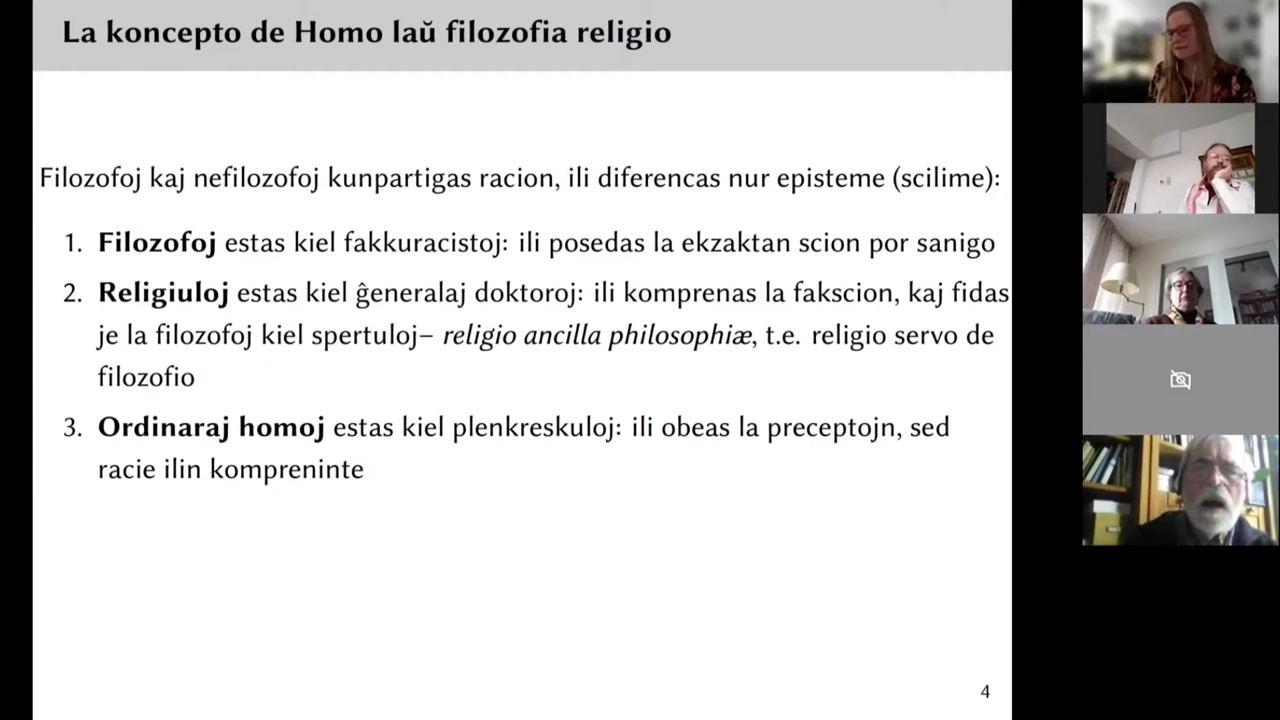 La koncepto de Homo laŭ filozofia religio
Filozofoj kaj nefilozofoj kunpartigas racion, ili diferencas nur episteme (scilime):
1. Filozofoj estas kiel fakkuracistoj: ili posedas la ekzaktan scion por sanigo
2. Religiuloj estas kiel ĝeneralaj doktoroj: ili komprenas la fakscion, kaj fidas
je la filozofoj kiel spertuloj– religio ancilla philosophiæ, t.e. religio servo de
filozofio
3. Ordinaraj homoj estas kiel plenkreskuloj: ili obeas la preceptojn, sed
racie ilin kompreninte
4